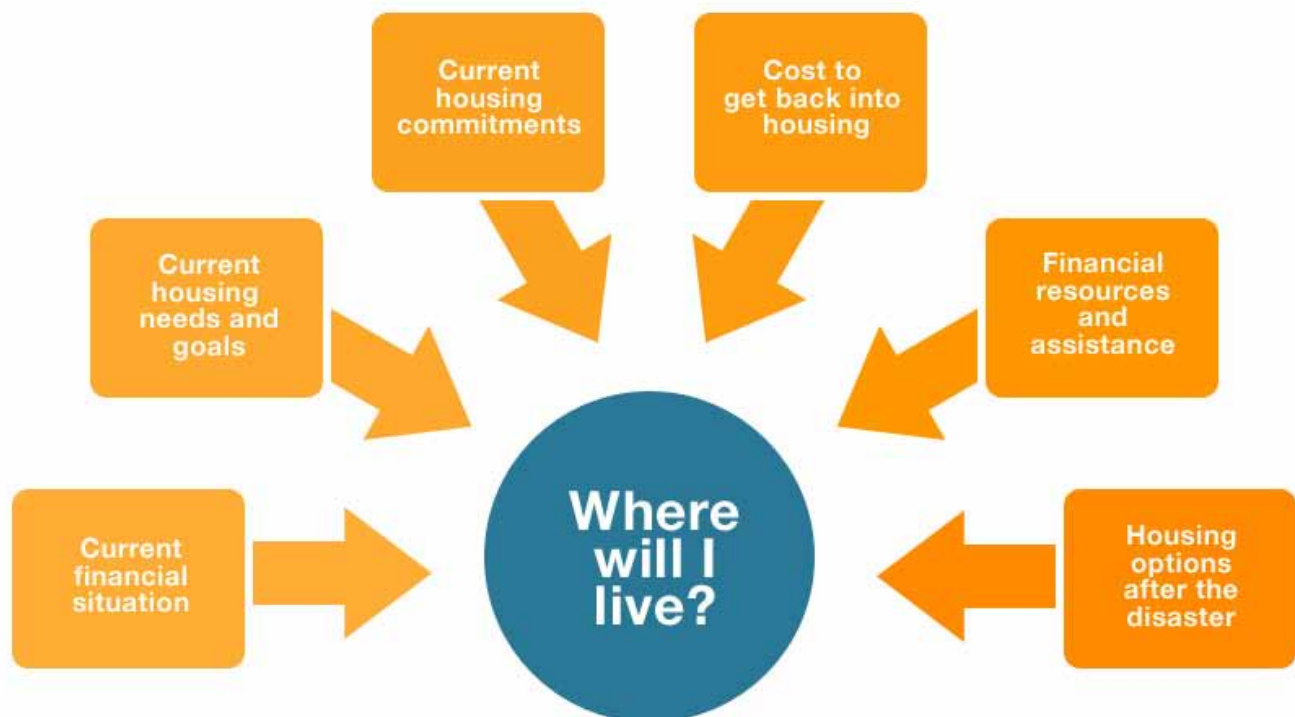 Current
housing
commitments
Cost to
get back into
housing
Current
housing
needs and
goals
Financial
resources
and
assistance
Current
financial
situation
Where
will I
live?
Housing
options
after the
disaster